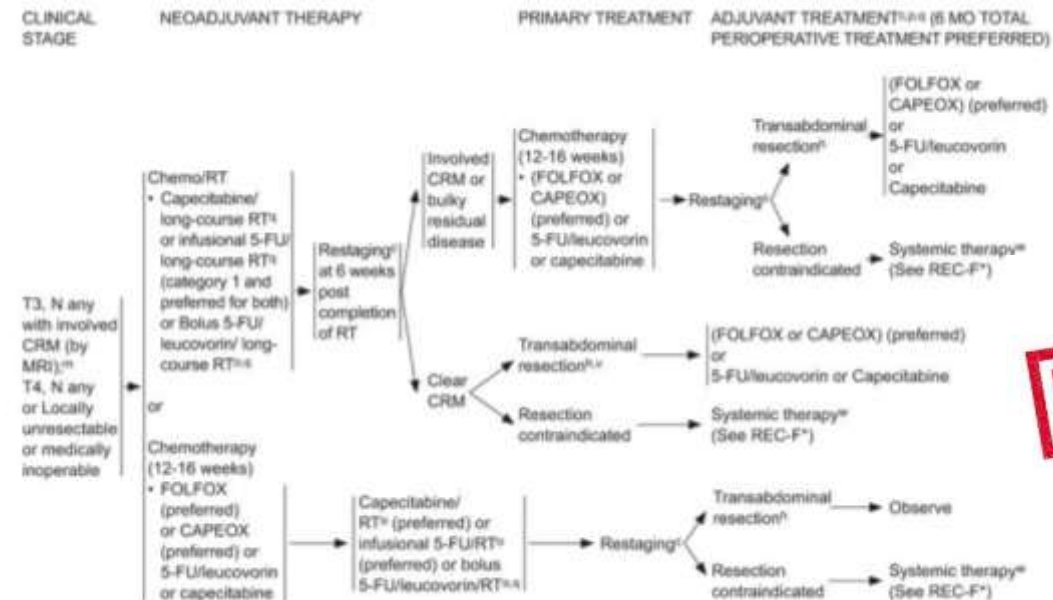 CLINICAL
STAGE
NEOADJUVANT THERAPY
PRIMARY TREATMENT
ADJUVANT TREATMENT (6 MO TOTAL
PERIOPERATIVE TREATMENT PREFERRED)
T3, N any
with involved
CRM (by
MRI);
T4, N any
or Locally
unresectable
or medically
inoperable
Chemo/RT
• Capecitabine/
long-course RT
or infusional 5-FU/
long-course RT
(category 1 and
preferred for both)
or Bolus 5-FU/
leucovorin/ long-
course RT
or
Chemotherapy
(12-16 weeks)
• FOLFOX
(preferred)
or CAPEOX
(preferred) or
5-FU/leucovorin
or capecitabine
Restaging
at 6 weeks
post
completion
of RT
Involved
CRM or
bulky
residual
disease
Chemotherapy
(12-16 weeks)
• (FOLFOX or
CAPEOX)
(preferred) or
5-FU/leucovorin
or capecitabine
Restaging
Transabdominal
resection
(FOLFOX or
CAPEOX) (preferred)
or
5-FU/leucovorin
or
Capecitabine
Resection
contraindicated
Systemic therapy
(See REC-F*)
Clear
CRM
Transabdominal
resection
(FOLFOX or CAPEOX) (preferred)
or
5-FU/leucovorin or Capecitabine
Resection
contraindicated
Systemic therapy
(See REC-F*)
Capecitabine/
RT (preferred) or
infusional 5-FU/RT
(preferred) or bolus
5-FU/leucovorin/RT
Restaging
Transabdominal
resection
Observe
Resection
contraindicated
Systemic therapy
(See REC-F*)